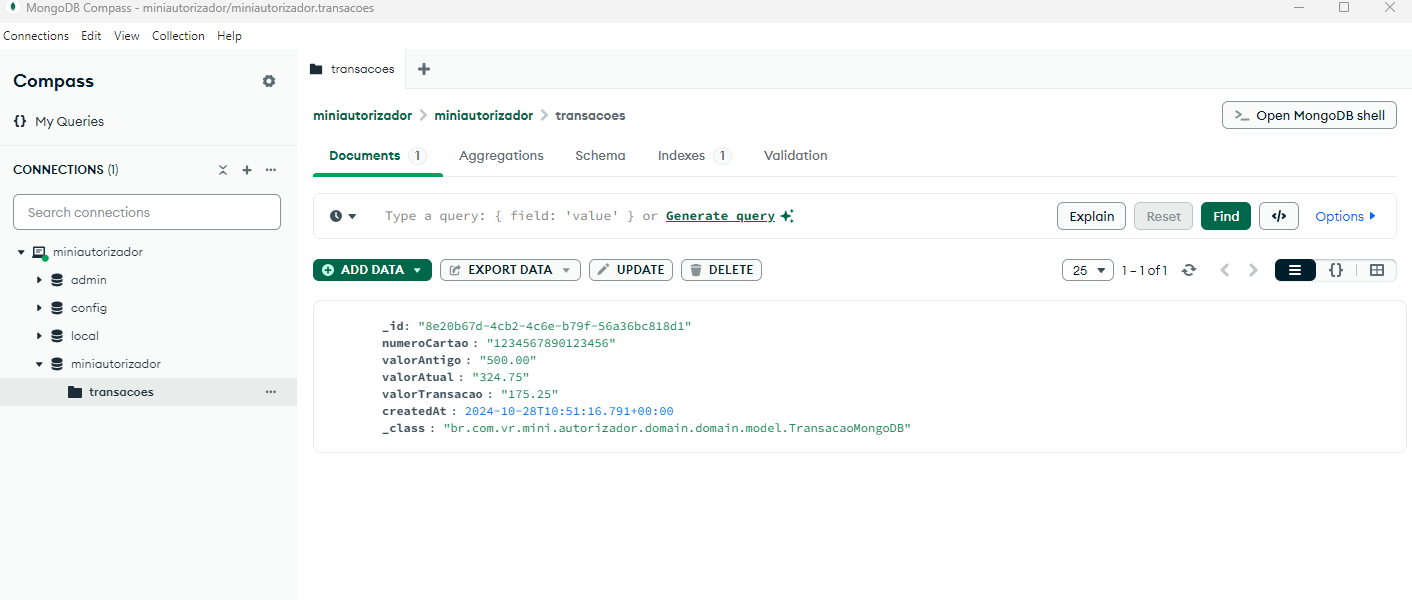 MongoDB Compass - miniautorizador/miniautorizador.transacoes
Connections Edit View Collection Help
Compass
{} My Queries
CONNECTIONS (1)
Search connections
miniautorizador
admin
config
local
miniautorizador
transacoes
transacoes
miniautorizador > miniautorizador > transacoes
>_ Open MongoDB shell
Documents 1 Aggregations Schema Indexes 1 Validation
Type a query: { field: 'value' } or Generate query
Explain Reset Find </> Options
ADD DATA EXPORT DATA UPDATE DELETE
25 1 – 1 of 1 {}
_id: "8e20b67d-4cb2-4c6e-b79f-56a36bc818d1"
numeroCartao : "1234567890123456"
valorAntigo : "500.00"
valorAtual : "324.75"
valorTransacao : "175.25"
createdAt : 2024-10-28T10:51:16.791+00:00
_class : "br.com.vr.mini.autorizador.domain.domain.model.TransacaoMongoDB"